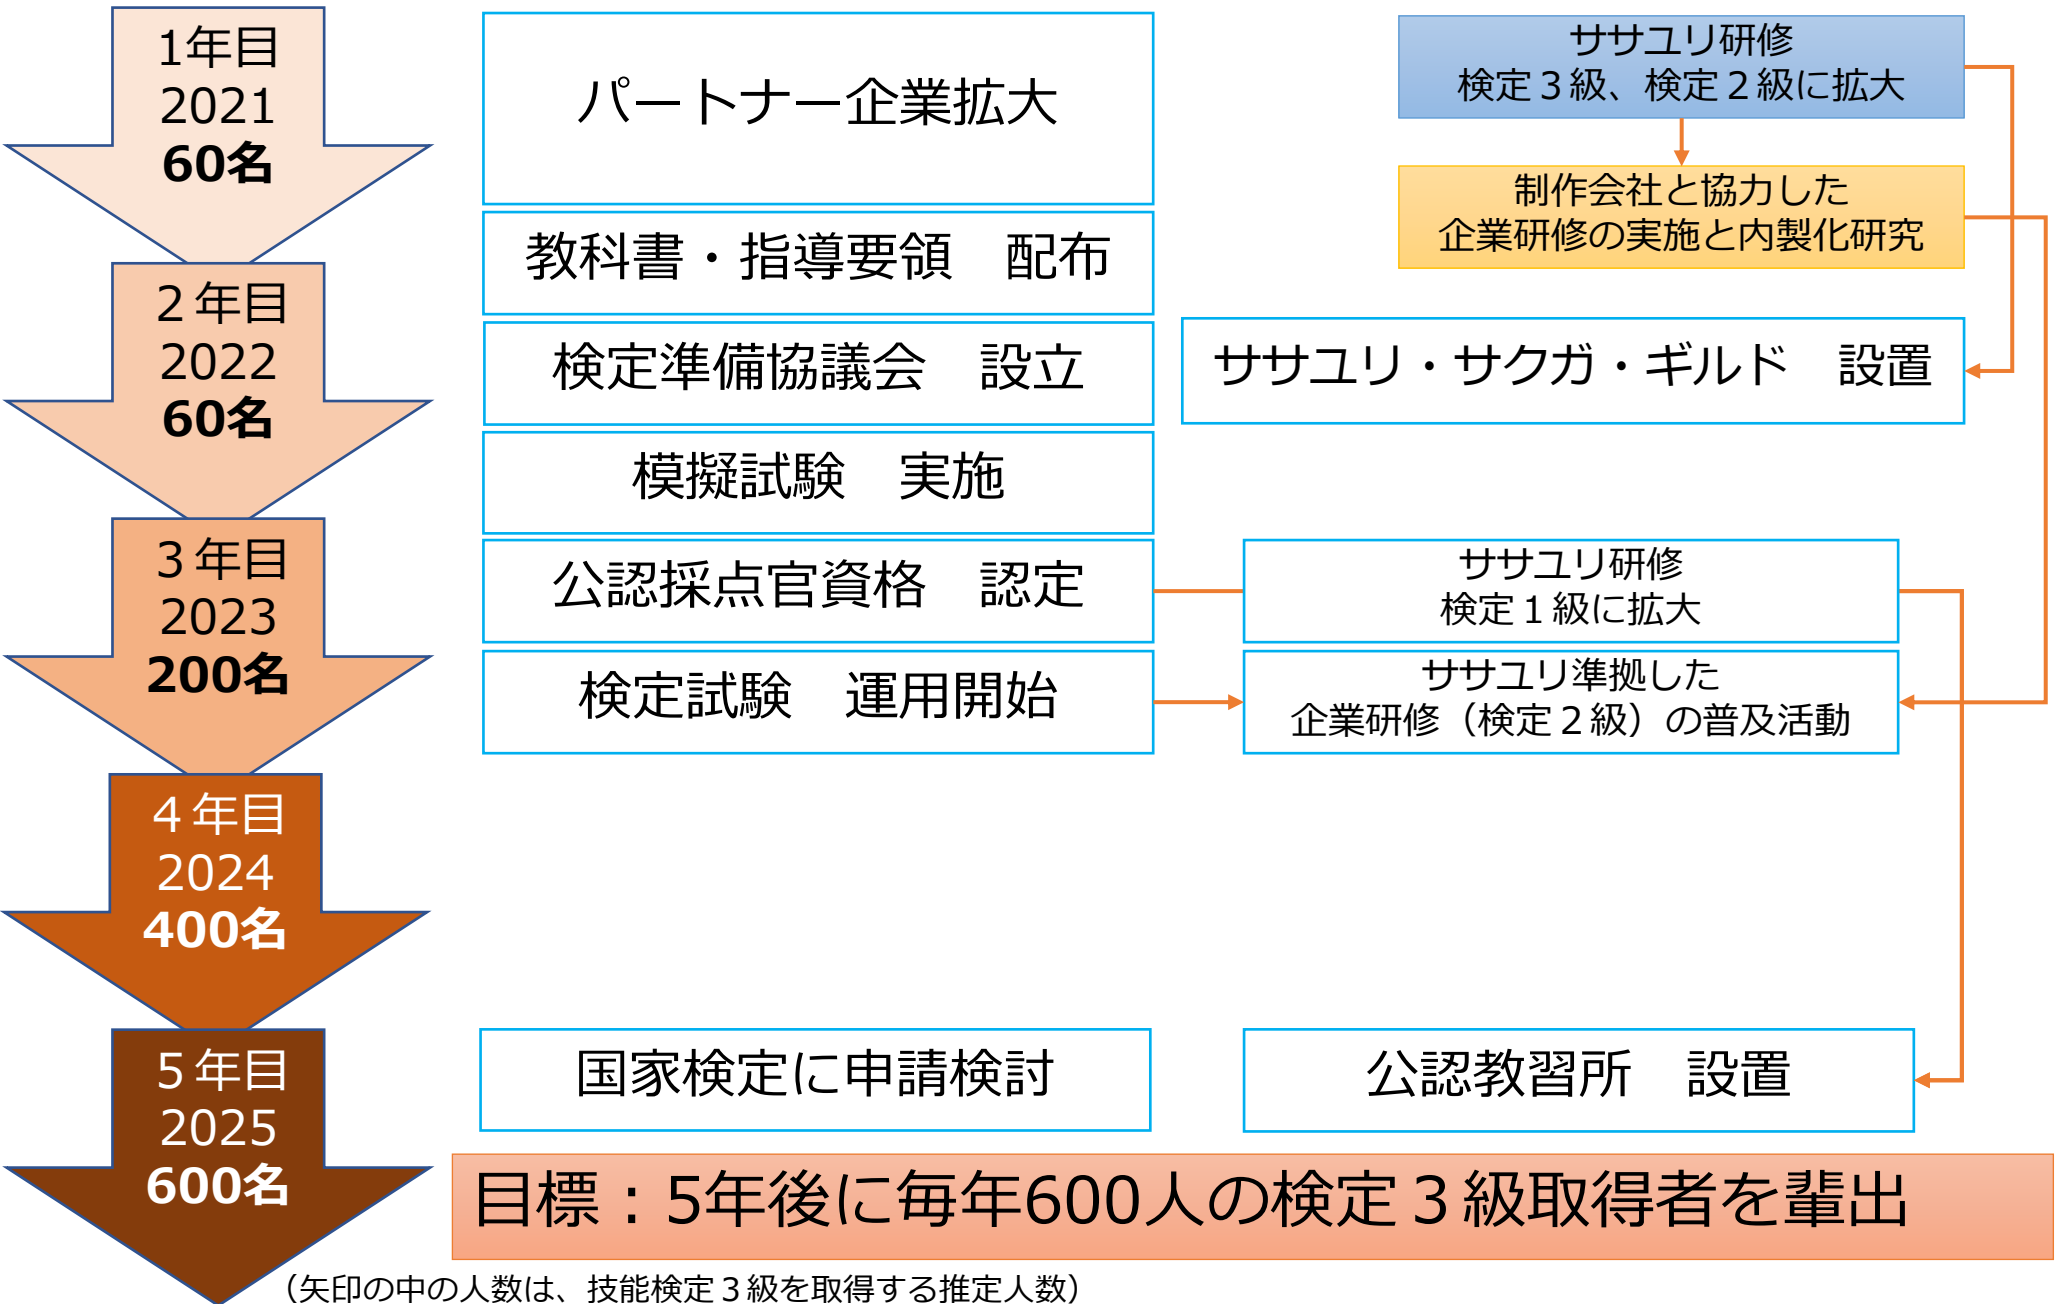 1年目
2021
60名
パートナー企業拡大
ササユリ研修
検定３級、検定２級に拡大
制作会社と協力した
企業研修の実施と内製化研究
教科書・指導要領　配布
２年目
2022
60名
検定準備協議会　設立
ササユリ・サクガ・ギルド　設置
模擬試験　実施
３年目
2023
200名
公認採点官資格　認定
ササユリ研修
検定１級に拡大
検定試験　運用開始
ササユリ準拠した
企業研修（検定２級）の普及活動
４年目
2024
400名
５年目
2025
600名
国家検定に申請検討
公認教習所　設置
目標：5年後に毎年600人の検定３級取得者を輩出
（矢印の中の人数は、技能検定３級を取得する推定人数）